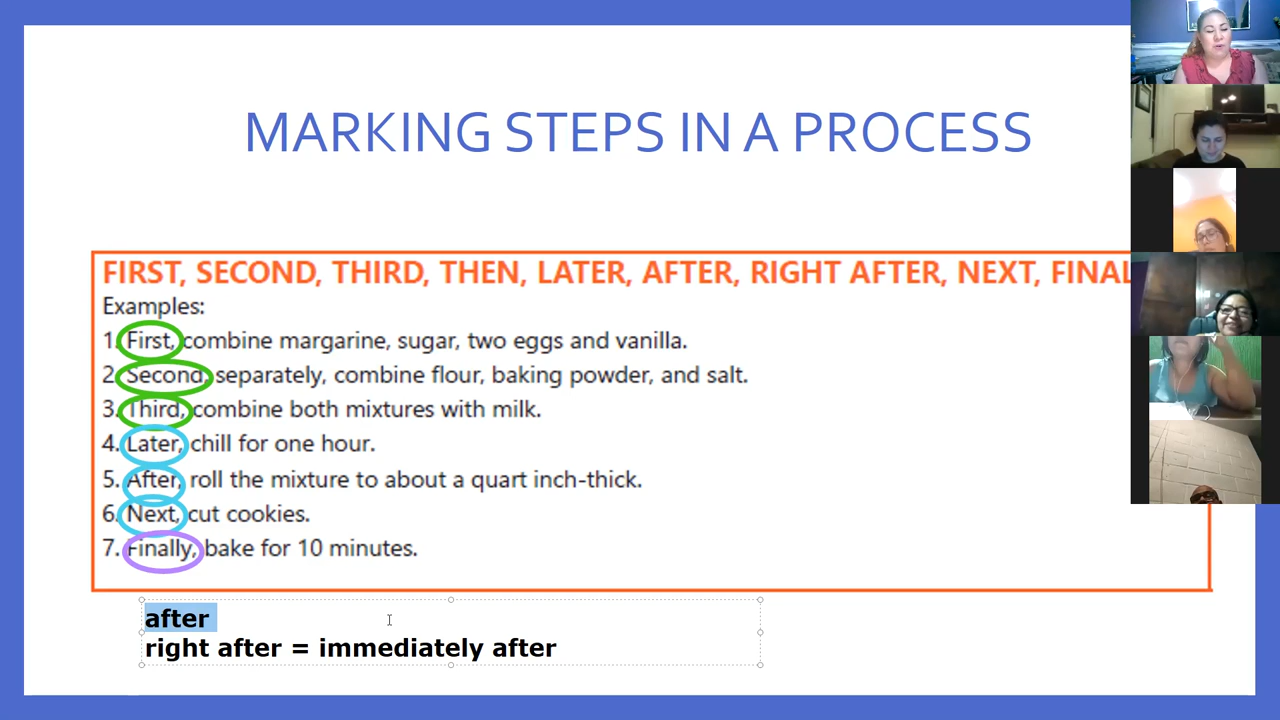 MARKING STEPS IN A PROCESS
FIRST, SECOND, THIRD, THEN, LATER, AFTER, RIGHT AFTER, NEXT, FINAL
Examples:
1. First, combine margarine, sugar, two eggs and vanilla.
2. Second, separately, combine flour, baking powder, and salt.
3. Third, combine both mixtures with milk.
4. Later, chill for one hour.
5. After, roll the mixture to about a quart inch-thick.
6. Next, cut cookies.
7. Finally, bake for 10 minutes.
after
right after = immediately after